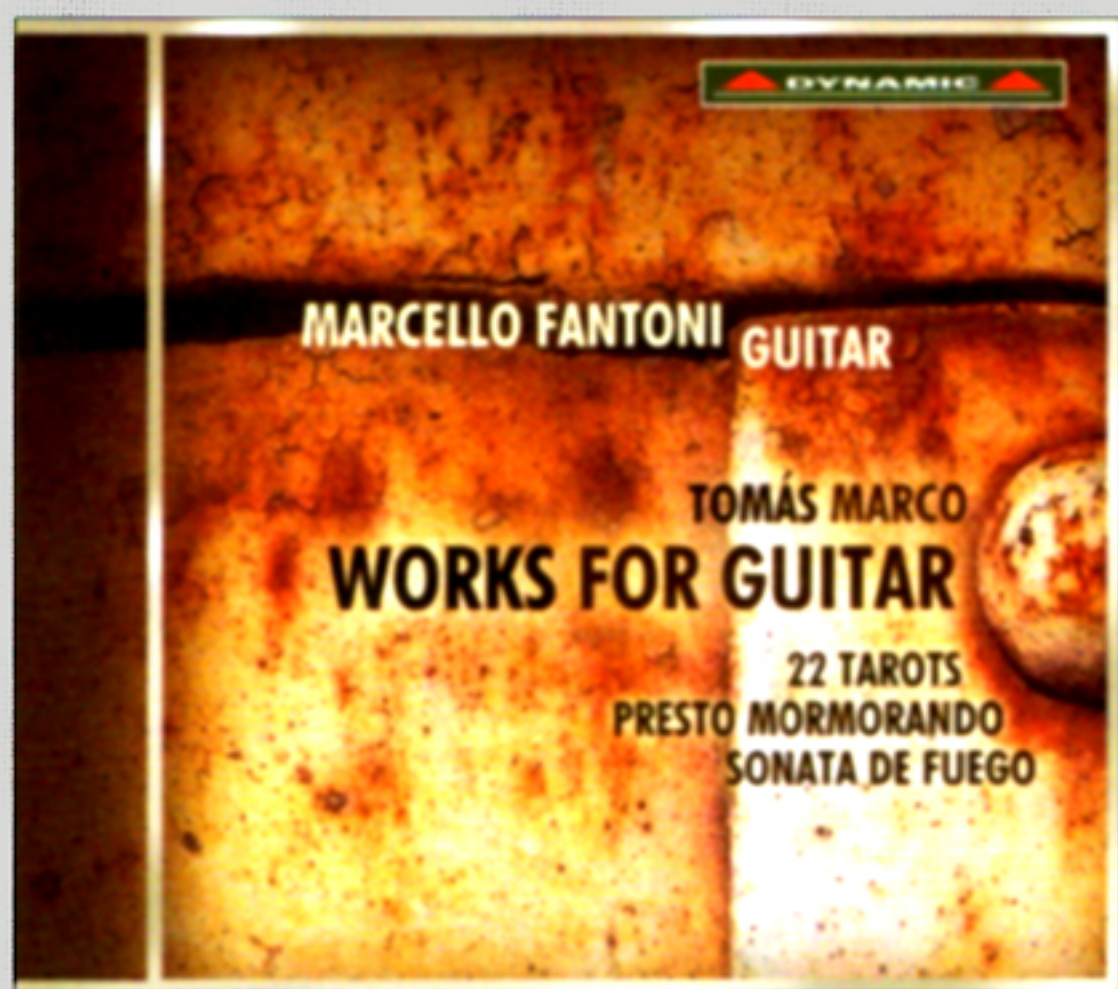 DYNAMIC
MARCELLO FANTONI GUITAR
TOMÁS MARCO
WORKS FOR GUITAR
22 TAROTS
PRESTO MORMORANDO
SONATA DE FUEGO